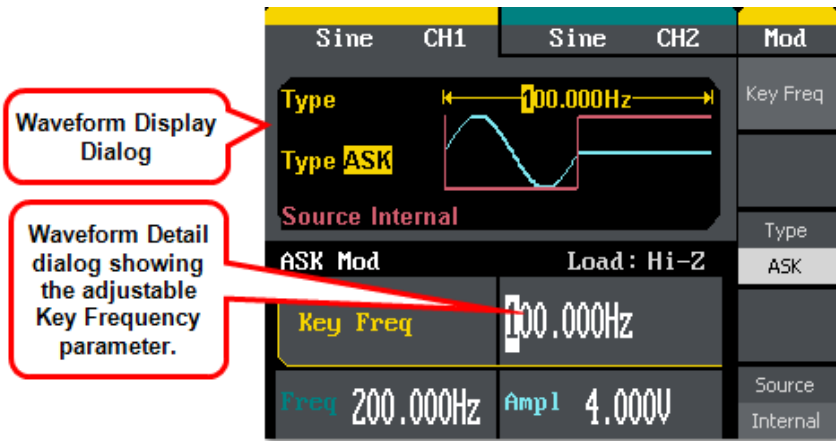 Sine CH1 Sine CH2 Mod
Waveform Display
Dialog
Type 100.000Hz
Type ASK
Source Internal
Key Freq
Type
ASK
Source
Internal
Waveform Detail
dialog showing
the adjustable
Key Frequency
parameter.
ASK Mod Load: Hi-Z
Key Freq 100.000Hz
Freq 200.000Hz Ampl 4.000V